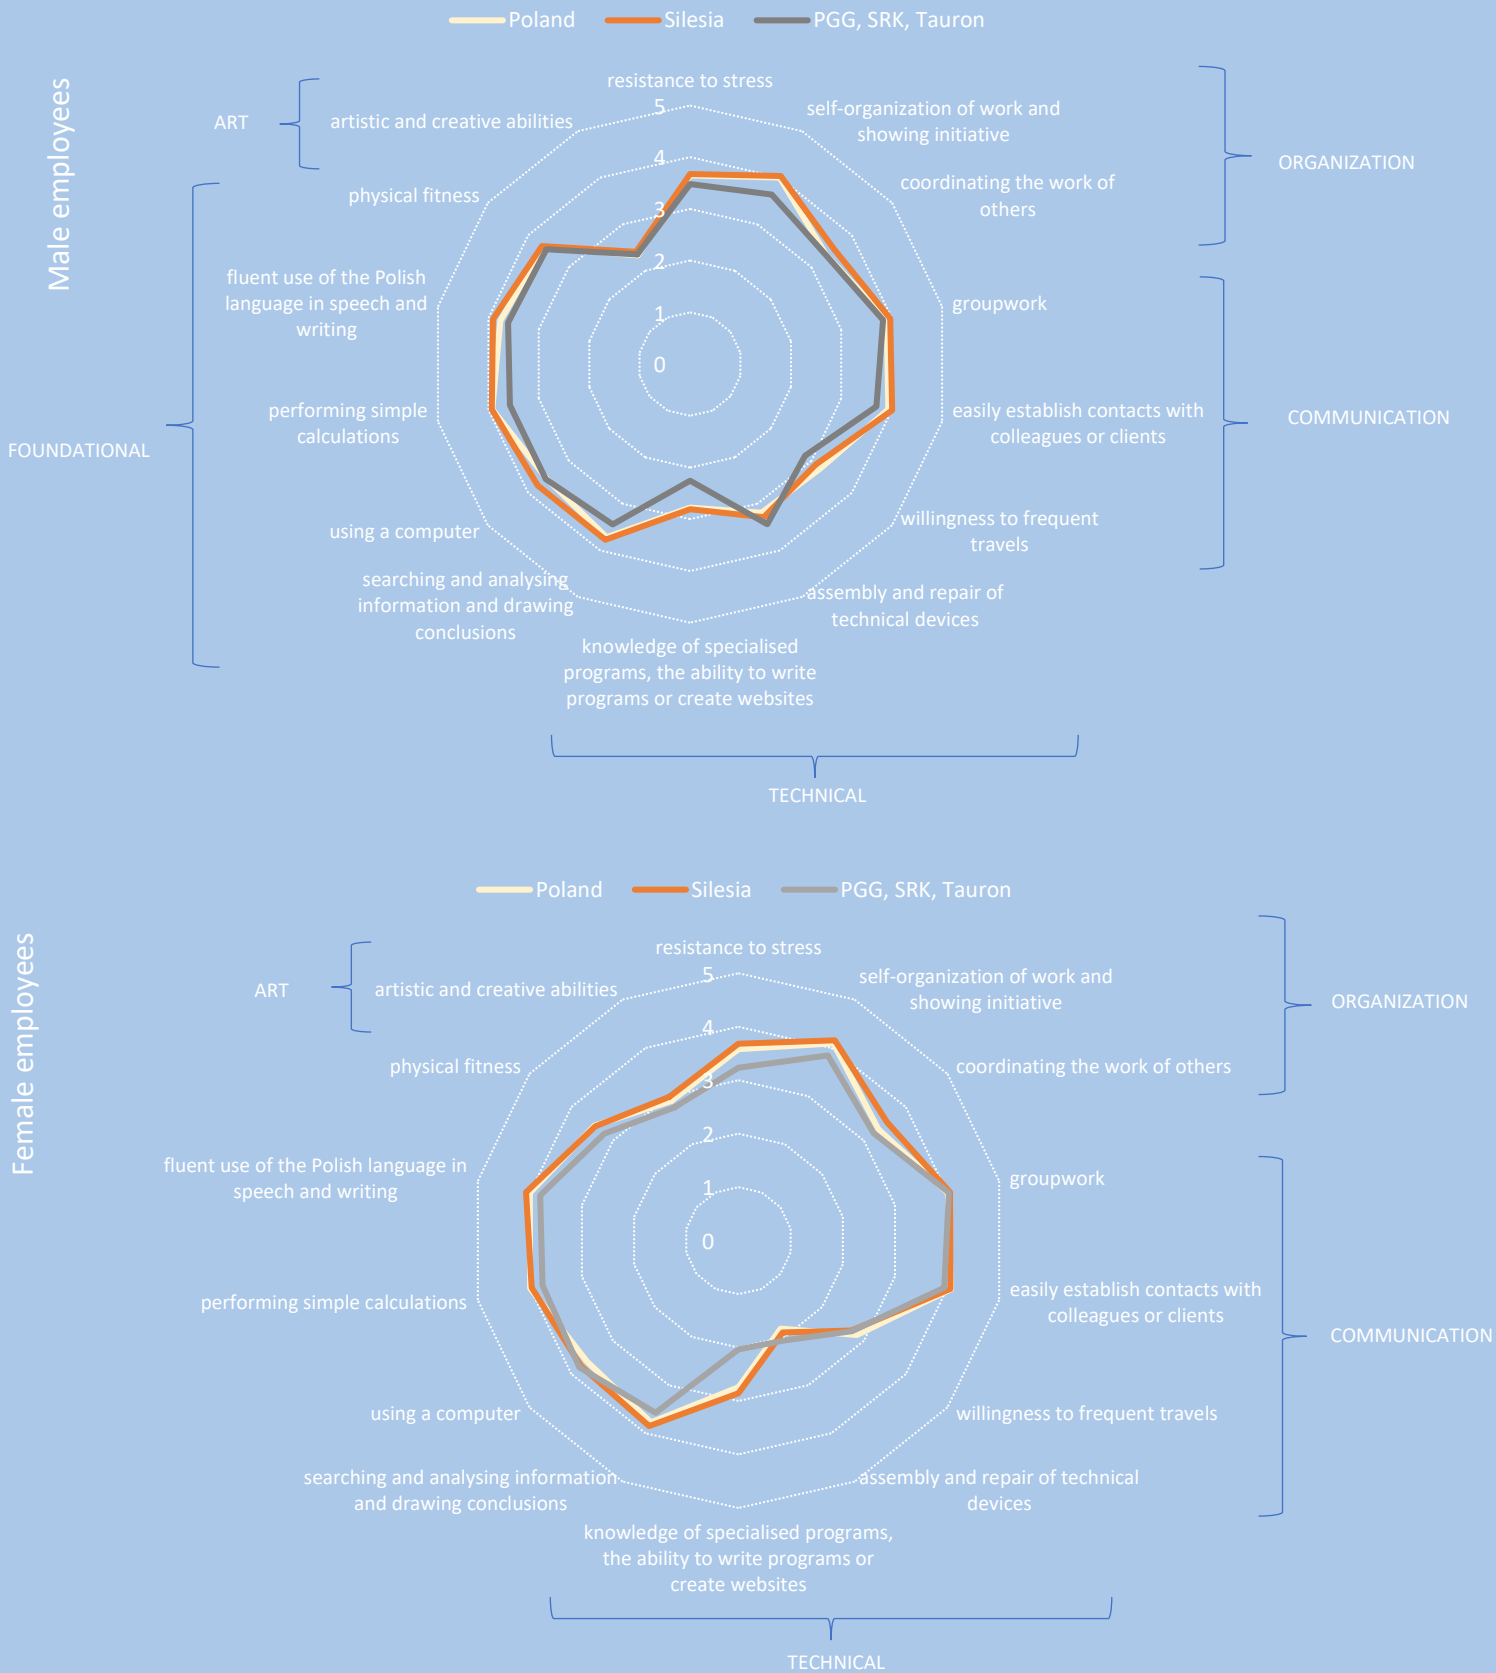 Poland Silesia PGG, SRK, Tauron
Male employees
resistance to stress
self-organization of work and
showing initiative
coordinating the work of
others
groupwork
easily establish contacts with
colleagues or clients
willingness to frequent
travels
assembly and repair of
technical devices
knowledge of specialised
programs, the ability to write
programs or create websites
searching and analysing
information and drawing
conclusions
using a computer
performing simple
calculations
fluent use of the Polish
language in speech and
writing
physical fitness
artistic and creative abilities
5
4
3
2
1
0
ART
FOUNDATIONAL
ORGANIZATION
COMMUNICATION
TECHNICAL
Poland Silesia PGG, SRK, Tauron
Female employees
resistance to stress
self-organization of work and
showing initiative
coordinating the work of others
groupwork
easily establish contacts with
colleagues or clients
willingness to frequent travels
assembly and repair of technical
devices
knowledge of specialised programs,
the ability to write programs or
create websites
searching and analysing information
and drawing conclusions
using a computer
performing simple calculations
fluent use of the Polish language in
speech and writing
physical fitness
artistic and creative abilities
5
4
3
2
1
0
ART
ORGANIZATION
COMMUNICATION
TECHNICAL